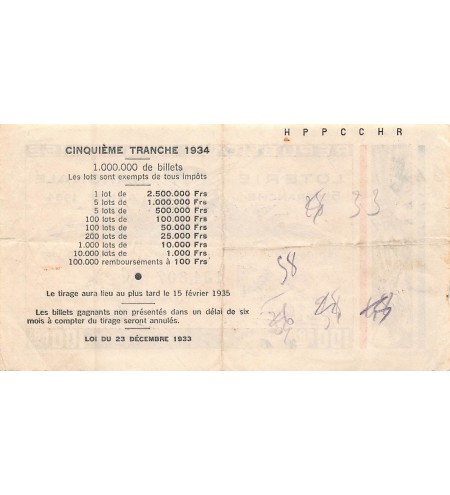 H P P C C H R
CINQUIÈME TRANCHE 1934
1.000.000 de billets
Les lots sont exempts de tous impôts
1 lot de 2.500.000 Frs
5 lots de 1.000.000 Frs
5 lots de 500.000 Frs
100 lots de 100.000 Frs
100 lots de 50.000 Frs
200 lots de 25.000 Frs
1.000 lots de 10.000 Frs
10.000 lots de 1.000 Frs
100.000 remboursements à 100 Frs
33
58
Le tirage aura lieu au plus tard le 15 février 1935
Les billets gagnants non présentés dans un délai de six
mois à compter du tirage seront annulés.
LOI DU 23 DÉCEMBRE 1933